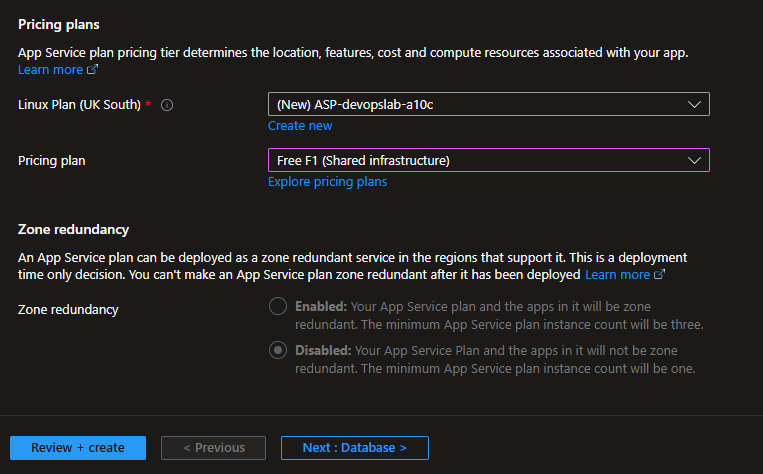 Pricing plans
App Service plan pricing tier determines the location, features, cost and compute resources associated with your app.
Learn more
Linux Plan (UK South) *
(New) ASP-devopslab-a10c
Create new
Pricing plan
Free F1 (Shared infrastructure)
Explore pricing plans
Zone redundancy
An App Service plan can be deployed as a zone redundant service in the regions that support it. This is a deployment
time only decision. You can't make an App Service plan zone redundant after it has been deployed Learn more
Zone redundancy
Enabled: Your App Service plan and the apps in it will be zone
redundant. The minimum App Service plan instance count will be three.
Disabled: Your App Service Plan and the apps in it will not be zone
redundant. The minimum App Service plan instance count will be one.
Review + create
< Previous
Next : Database >